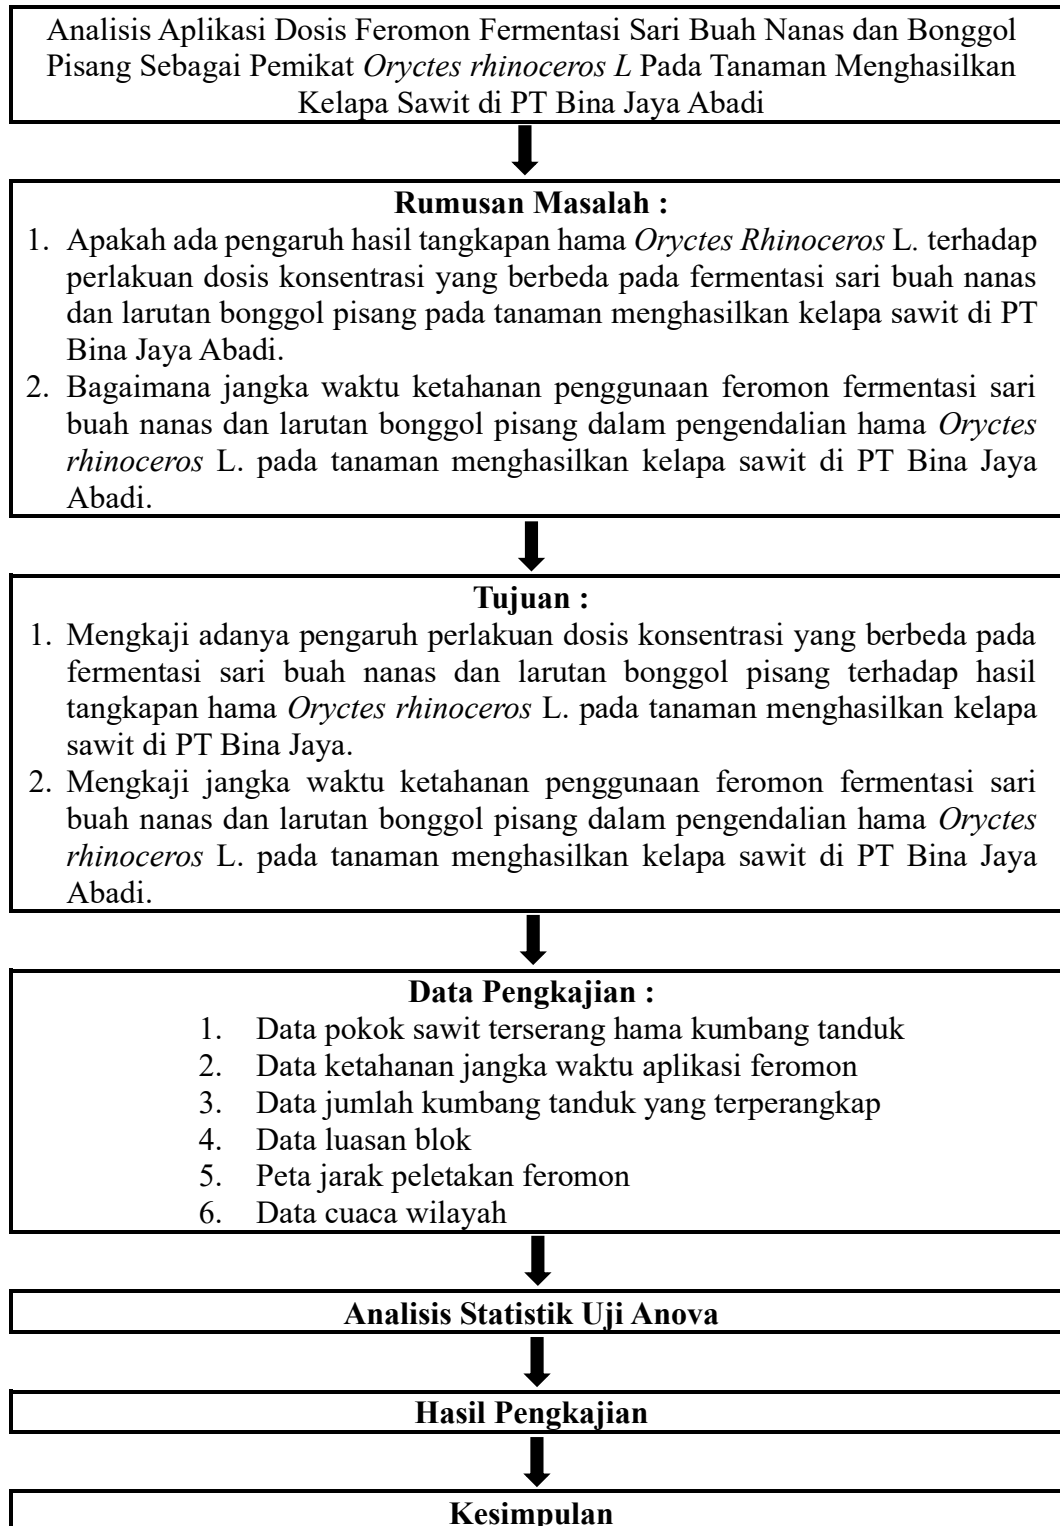 Analisis Aplikasi Dosis Feromon Fermentasi Sari Buah Nanas dan Bonggol
Pisang Sebagai Pemikat Oryctes rhinoceros L Pada Tanaman Menghasilkan
Kelapa Sawit di PT Bina Jaya Abadi
Rumusan Masalah :
1. Apakah ada pengaruh hasil tangkapan hama Oryctes Rhinoceros L. terhadap
perlakuan dosis konsentrasi yang berbeda pada fermentasi sari buah nanas
dan larutan bonggol pisang pada tanaman menghasilkan kelapa sawit di PT
Bina Jaya Abadi.
2. Bagaimana jangka waktu ketahanan penggunaan feromon fermentasi sari
buah nanas dan larutan bonggol pisang dalam pengendalian hama Oryctes
rhinoceros L. pada tanaman menghasilkan kelapa sawit di PT Bina Jaya
Abadi.
Tujuan :
1. Mengkaji adanya pengaruh perlakuan dosis konsentrasi yang berbeda pada
fermentasi sari buah nanas dan larutan bonggol pisang terhadap hasil
tangkapan hama Oryctes rhinoceros L. pada tanaman menghasilkan kelapa
sawit di PT Bina Jaya.
2. Mengkaji jangka waktu ketahanan penggunaan feromon fermentasi sari
buah nanas dan larutan bonggol pisang dalam pengendalian hama Oryctes
rhinoceros L. pada tanaman menghasilkan kelapa sawit di PT Bina Jaya
Abadi.
Data Pengkajian :
1. Data pokok sawit terserang hama kumbang tanduk
2. Data ketahanan jangka waktu aplikasi feromon
3. Data jumlah kumbang tanduk yang terperangkap
4. Data luasan blok
5. Peta jarak peletakan feromon
6. Data cuaca wilayah
Analisis Statistik Uji Anova
Hasil Pengkajian
Kesimpulan